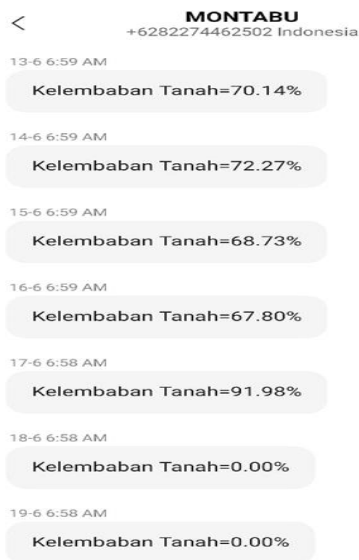 MONTABU
+6282274462502 Indonesia
13-6 6:59 AM
Kelembaban Tanah=70.14%
14-6 6:59 AM
Kelembaban Tanah=72.27%
15-6 6:59 AM
Kelembaban Tanah=68.73%
16-6 6:59 AM
Kelembaban Tanah=67.80%
17-6 6:58 AM
Kelembaban Tanah=91.98%
18-6 6:58 AM
Kelembaban Tanah=0.00%
19-6 6:58 AM
Kelembaban Tanah=0.00%